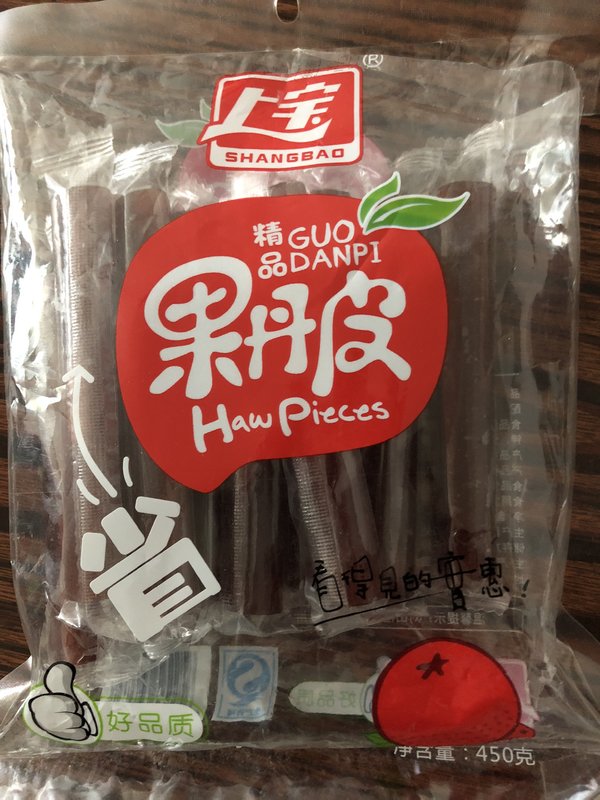 上宝
®
SHANGBAO
精品
GUO
DANPI
果丹皮
Haw Pieces
省
看得见的實惠!
好品质
净含量:450克